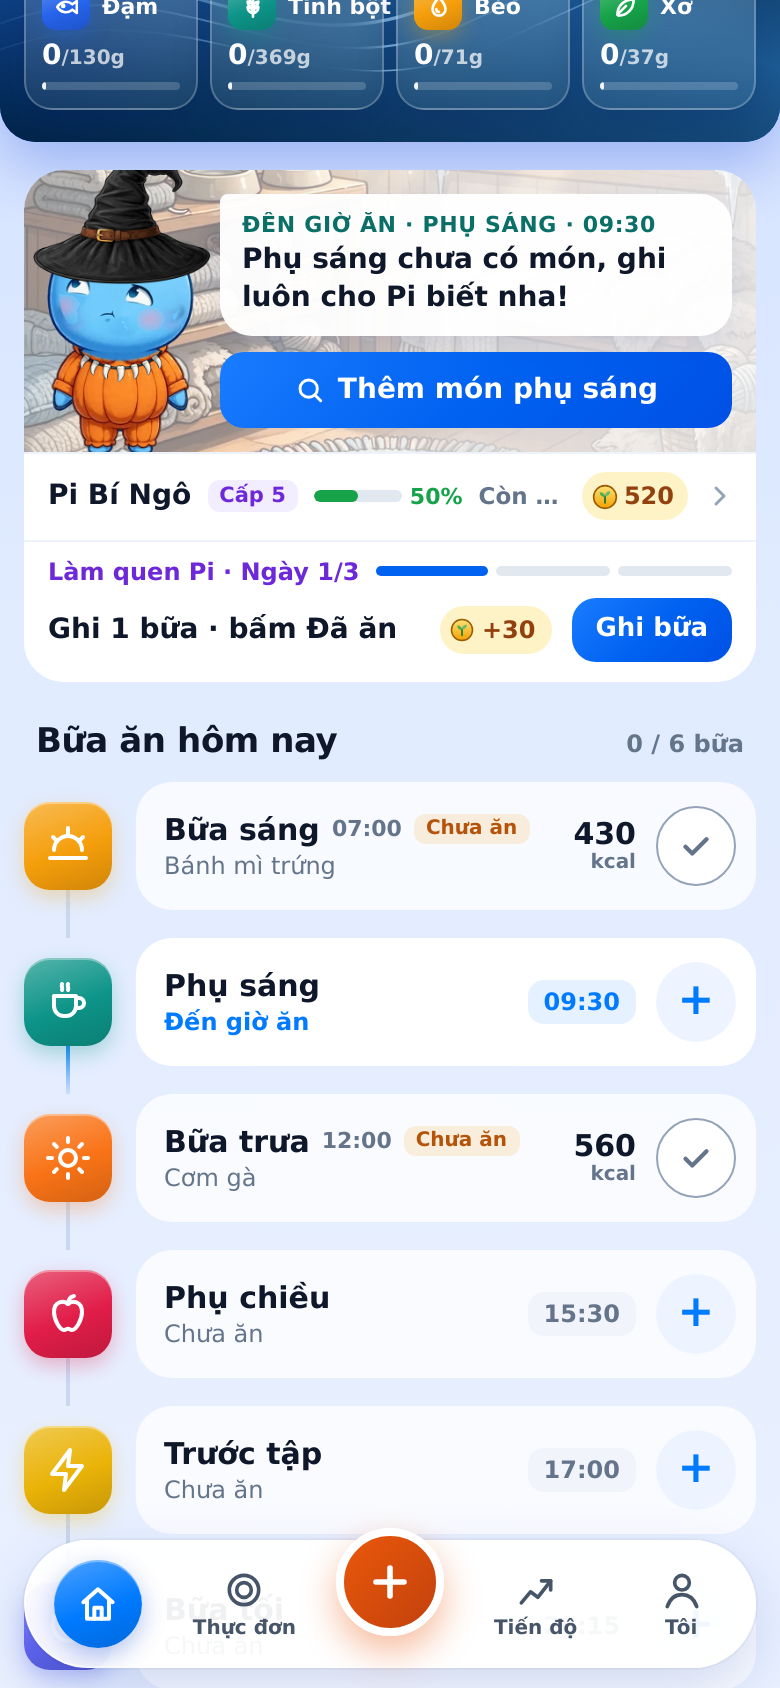 Đạm
Tinh bột
Béo
Xơ
0/130g
0/369g
0/71g
0/37g
ĐẾN GIỜ ĂN · PHỤ SÁNG · 09:30
Phụ sáng chưa có món, ghi
luôn cho Pi biết nha!
Thêm món phụ sáng
Pi Bí Ngô
Cấp 5
50%
Còn ...
520
Làm quen Pi · Ngày 1/3
Ghi 1 bữa · bấm Đã ăn
+30
Ghi bữa
Bữa ăn hôm nay
0 / 6 bữa
Bữa sáng 07:00 Chưa ăn
Bánh mì trứng
430
kcal
Phụ sáng
Đến giờ ăn
09:30
Bữa trưa 12:00 Chưa ăn
Cơm gà
560
kcal
Phụ chiều
Chưa ăn
15:30
Trước tập
Chưa ăn
17:00
Bữa tối
Chưa ăn
Thực đơn
Tiến độ
Tôi